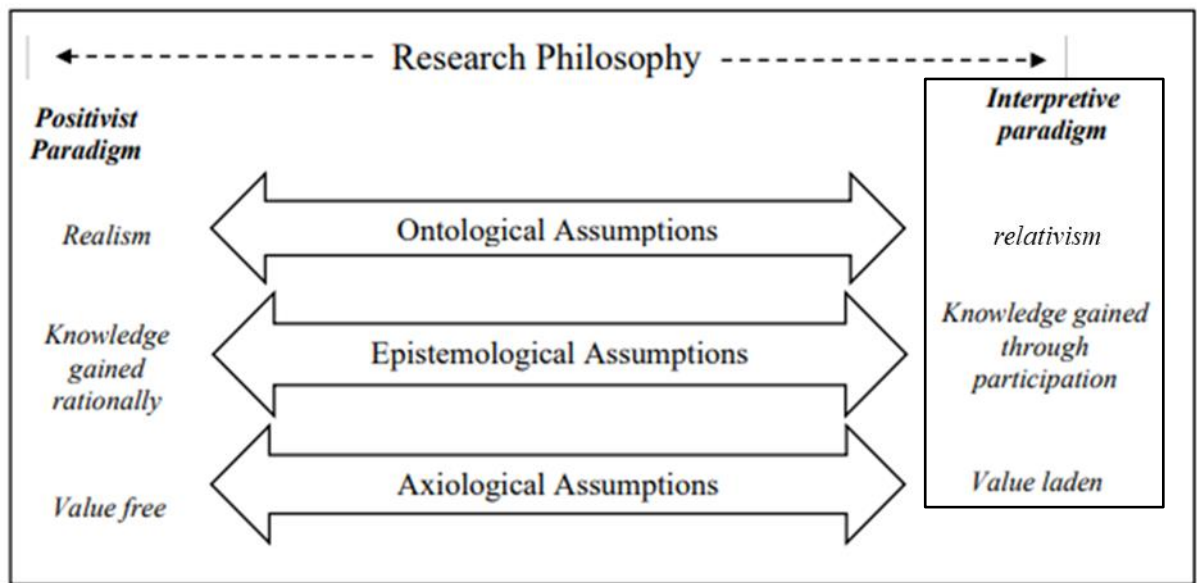 Research Philosophy
Positivist
Paradigm
Interpretive
paradigm
Realism
Ontological Assumptions
relativism
Knowledge
gained
rationally
Epistemological Assumptions
Knowledge gained
through
participation
Value free
Axiological Assumptions
Value laden